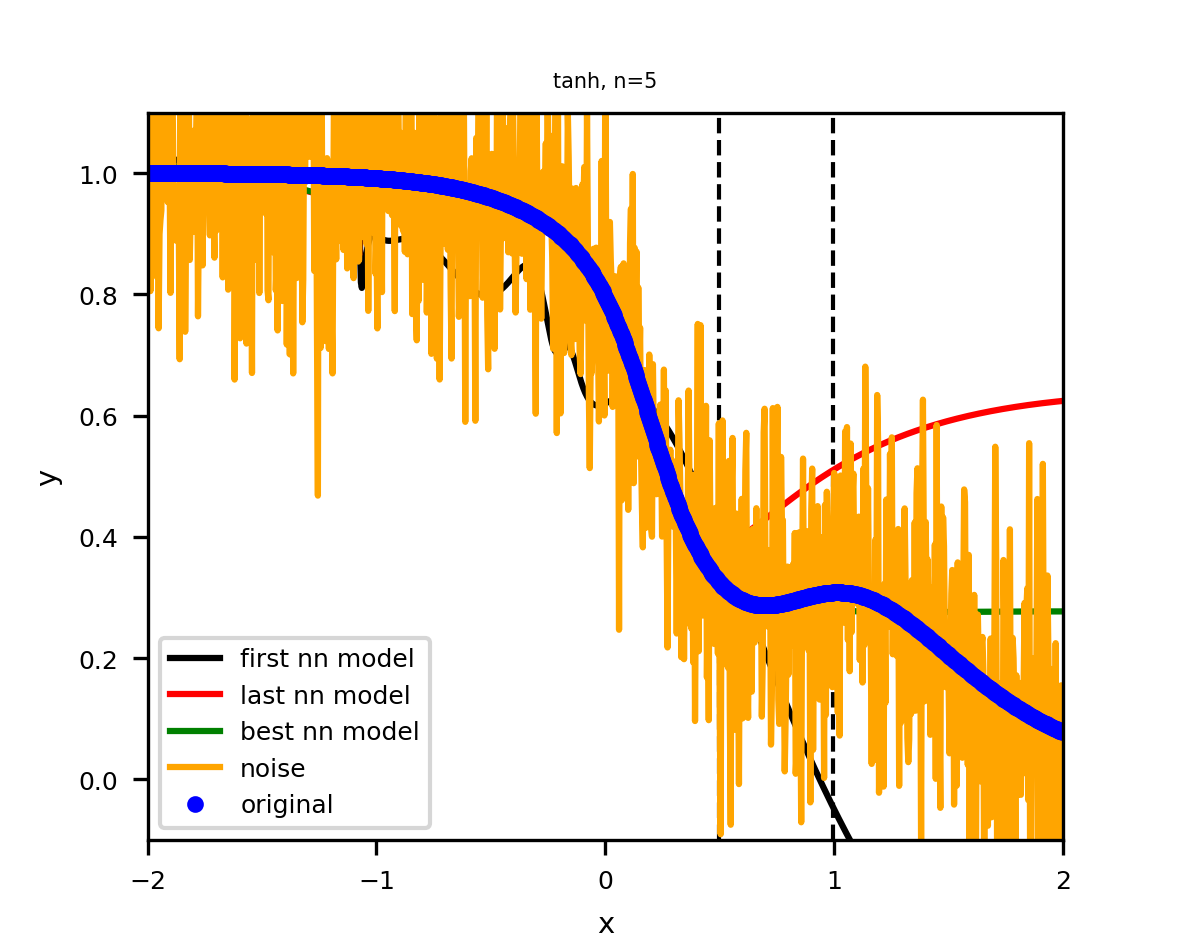 tanh, n=5
1.0
0.8
0.6
0.4
0.2
0.0
y
first nn model
last nn model
best nn model
noise
original
−2
−1
0
1
2
x